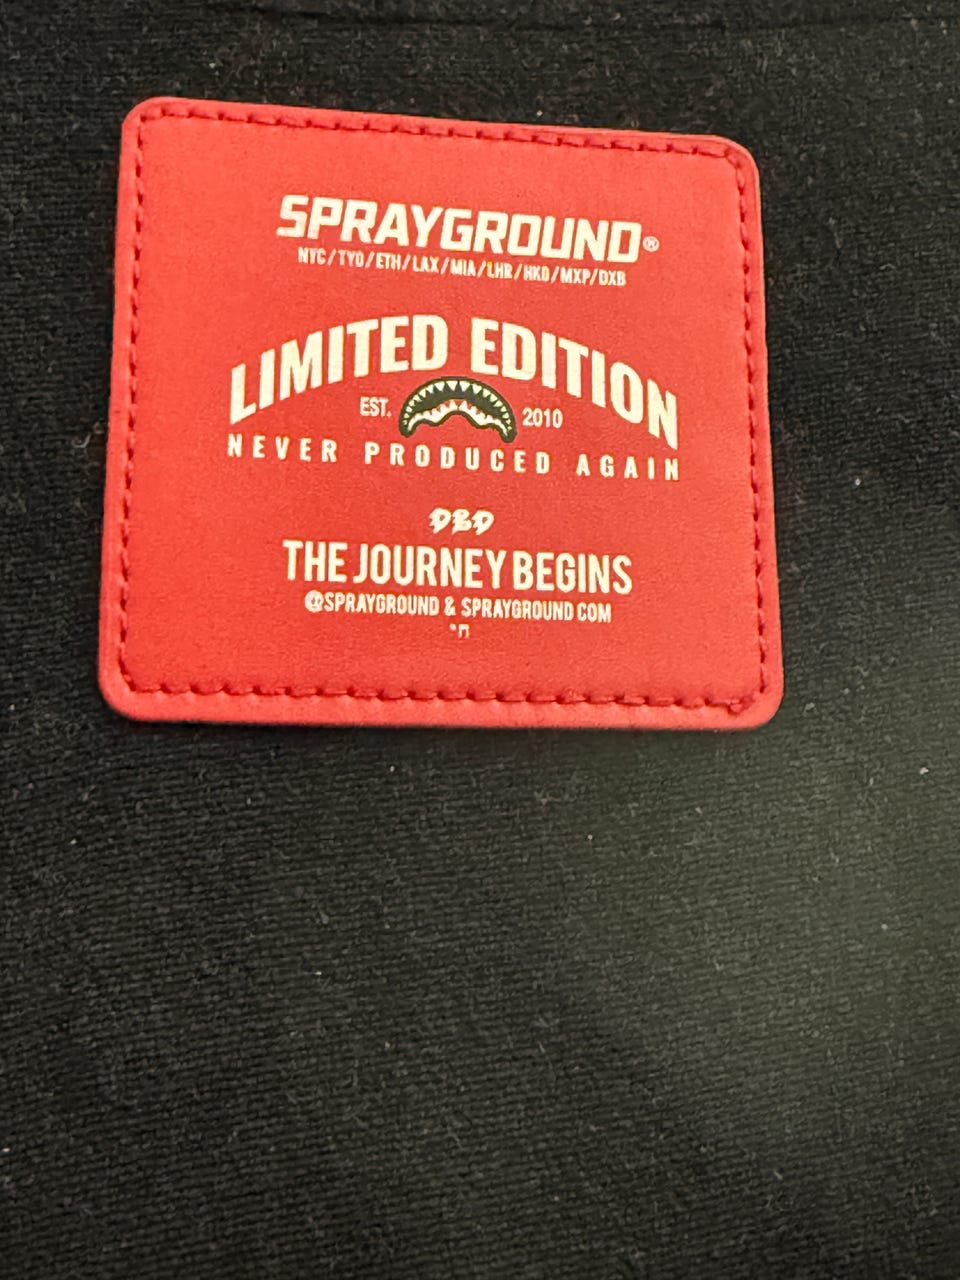 SPRAYGROUND®
NYC/TYO/ETH/LAX/MIA/LHR/HKG/MXP/DXB
LIMITED EDITION
EST. 2010
NEVER PRODUCED AGAIN
DBD
THE JOURNEY BEGINS
@SPRAYGROUND & SPRAYGROUND.COM